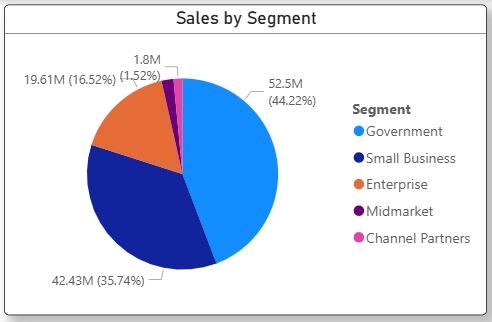 Sales by Segment
1.8M
(1.52%)
19.61M (16.52%)
52.5M
(44.22%)
42.43M (35.74%)
Segment
Government
Small Business
Enterprise
Midmarket
Channel Partners